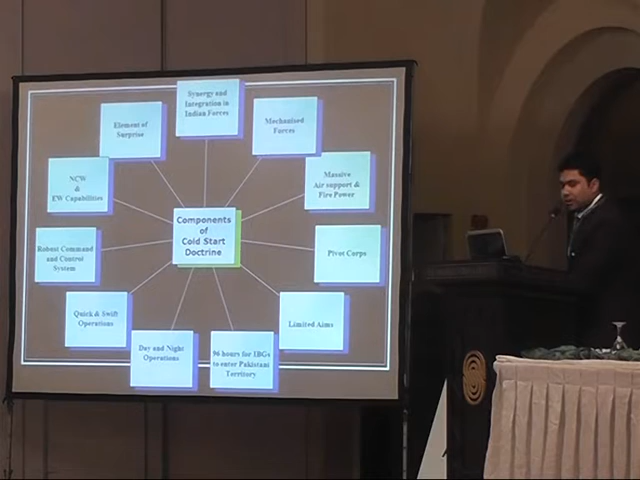 Synergy and
Integration in
Indian Forces
Mechanised
Forces
Massive
Air support &
Fire Power
Pivot Corps
Limited Aims
96 hours for IBGs
to enter Pakistani
Territory
Day and Night
Operations
Quick & Swift
Operations
Robust Command
and Control
System
NCW
&
EW Capabilities
Element of
Surprise
Components
of
Cold Start
Doctrine